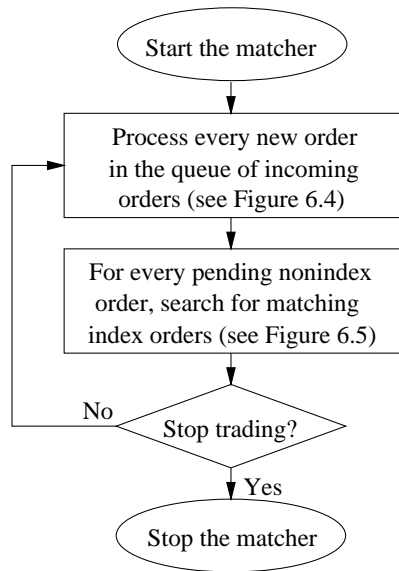 Start the matcher
Process every new order
in the queue of incoming
orders (see Figure 6.4)
For every pending nonindex
order, search for matching
index orders (see Figure 6.5)
No
Stop trading?
Yes
Stop the matcher